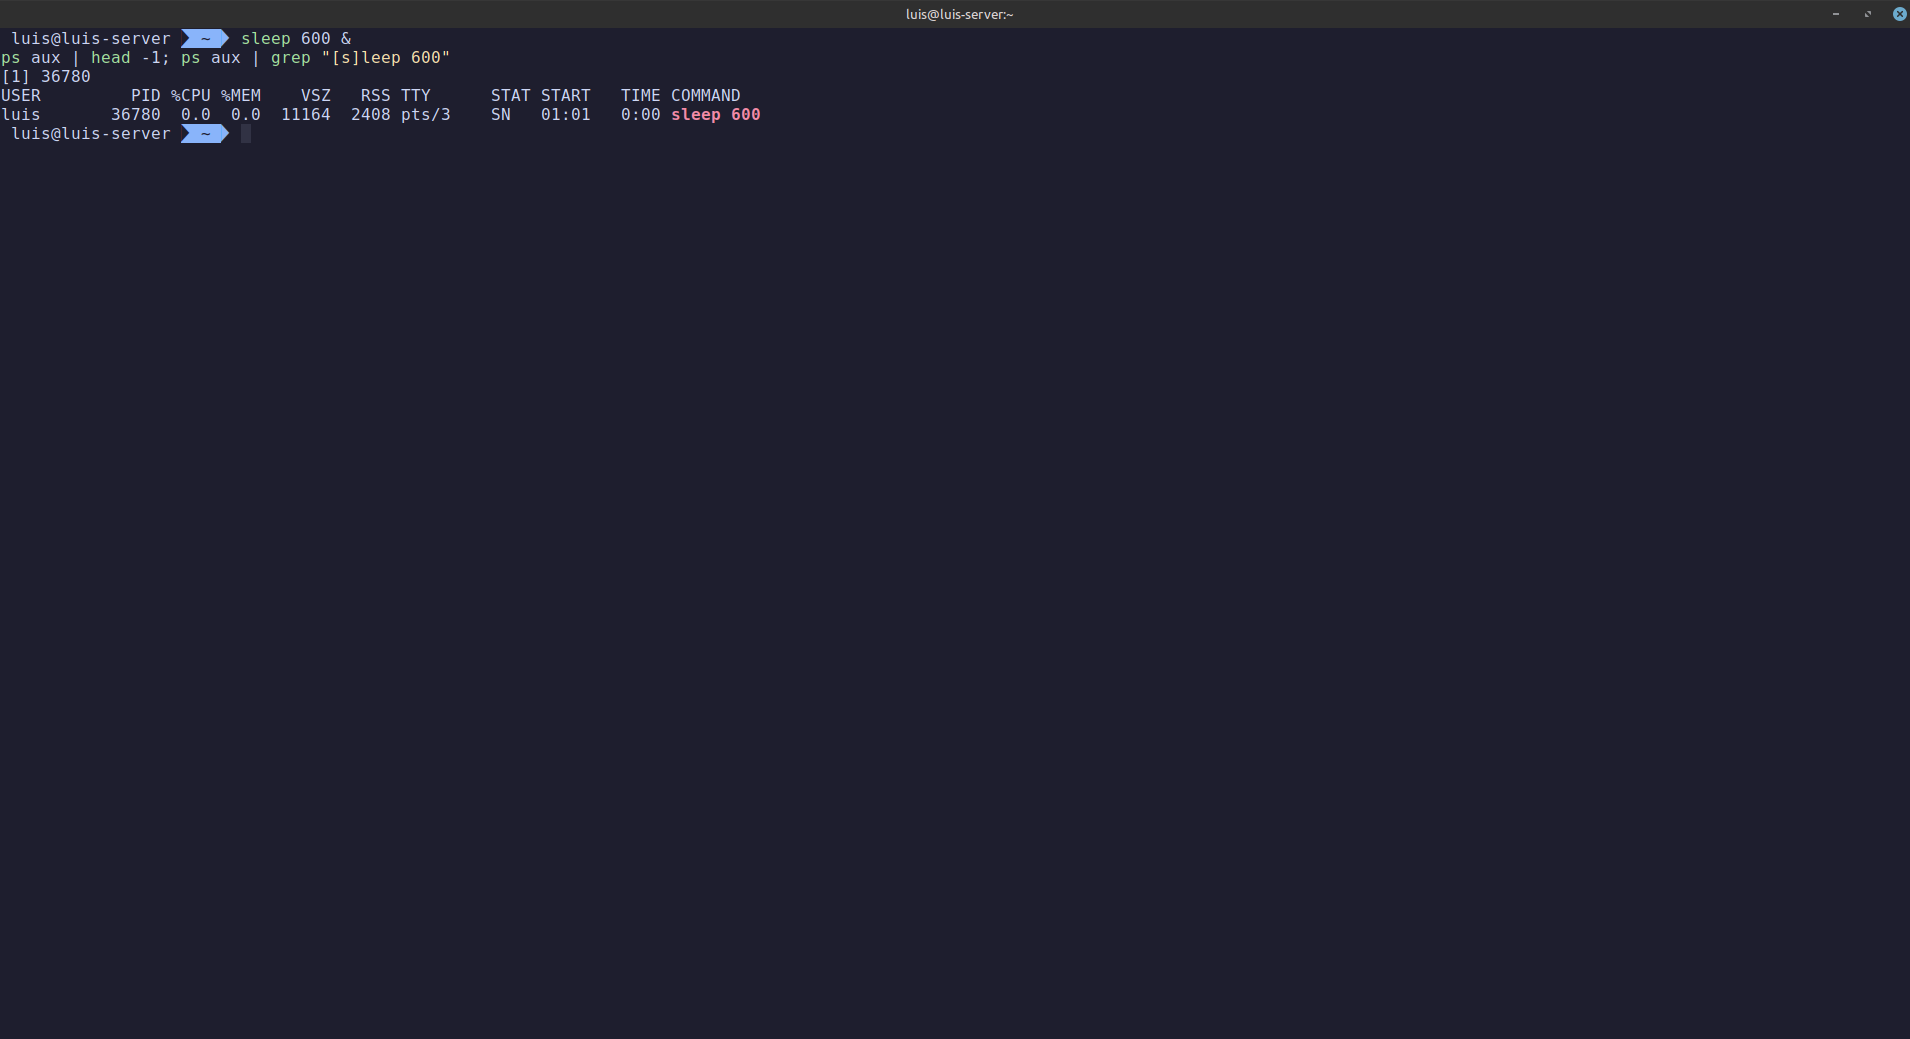 luis@luis-server:~
luis@luis-server ~ sleep 600 &
ps aux | head -1; ps aux | grep "[s]leep 600"
[1] 36780
USER         PID %CPU %MEM    VSZ   RSS TTY      STAT START   TIME COMMAND
luis       36780  0.0  0.0  11164  2408 pts/3    SN   01:01   0:00 sleep 600
luis@luis-server ~